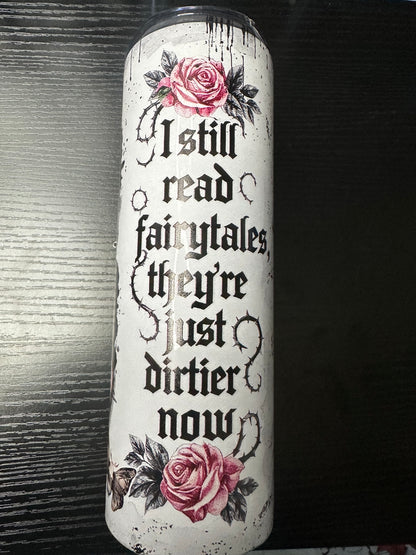 I still
read
fairytales,
they're
just
dirtier
now